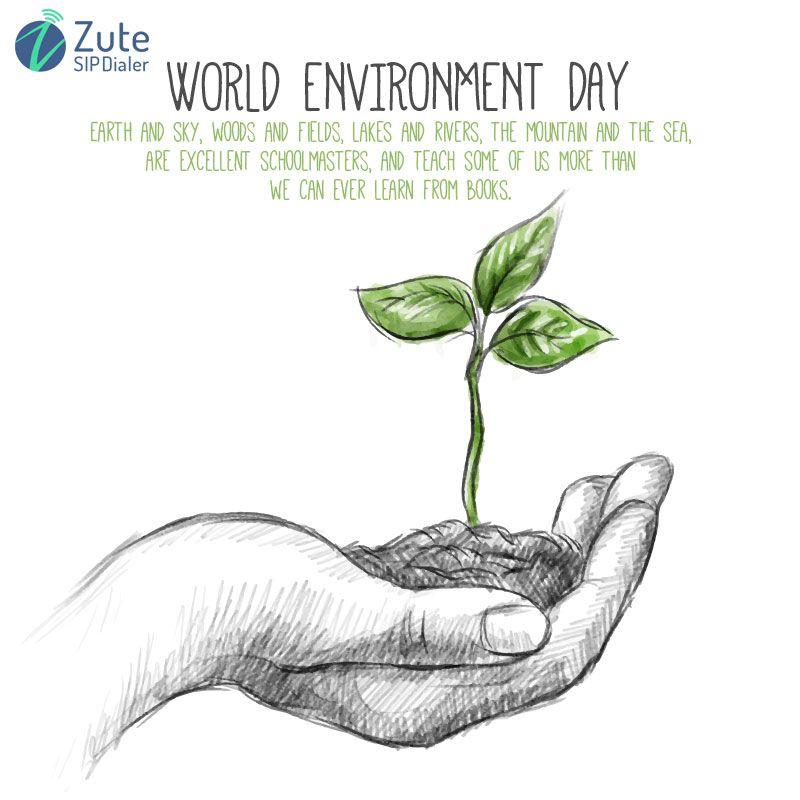 Zute
SIPDialer
WORLD ENVIRONMENT DAY
EARTH AND SKY, WOODS AND FIELDS, LAKES AND RIVERS, THE MOUNTAIN AND THE SEA,
ARE EXCELLENT SCHOOLMASTERS, AND TEACH SOME OF US MORE THAN
WE CAN EVER LEARN FROM BOOKS.